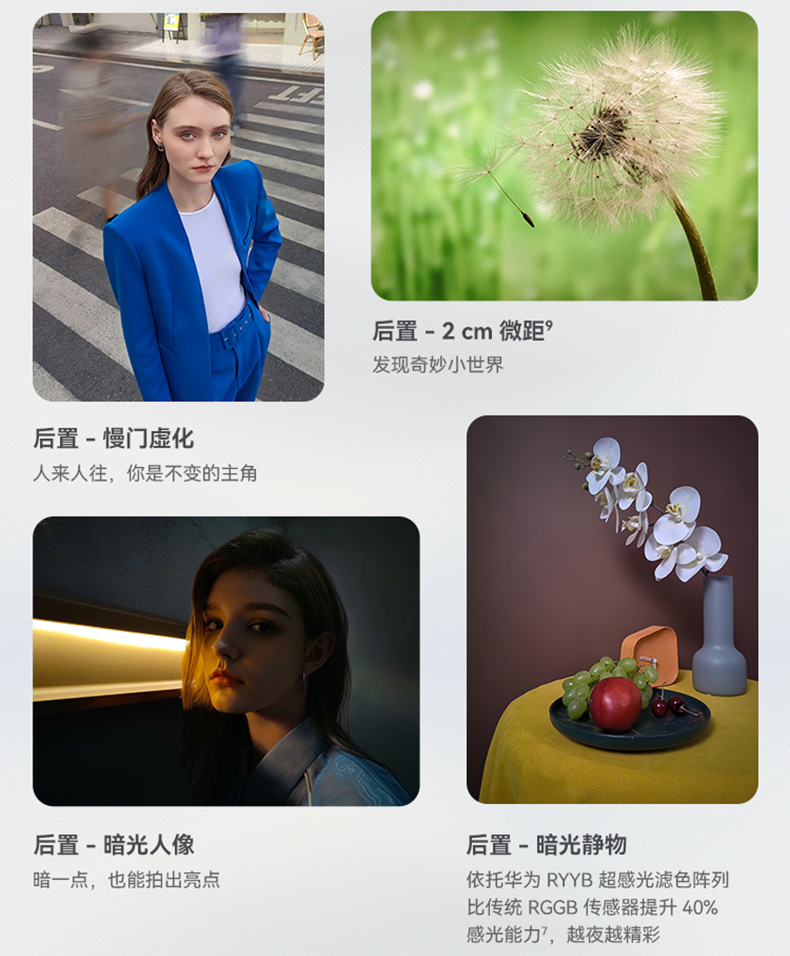 后置 - 2 cm 微距⁹
发现奇妙小世界
后置 - 慢门虚化
人来人往，你是不变的主角
后置 - 暗光人像
暗一点，也能拍出亮点
后置 - 暗光静物
依托华为 RYYB 超感光滤色阵列
比传统 RGGB 传感器提升 40%
感光能力⁷，越夜越精彩